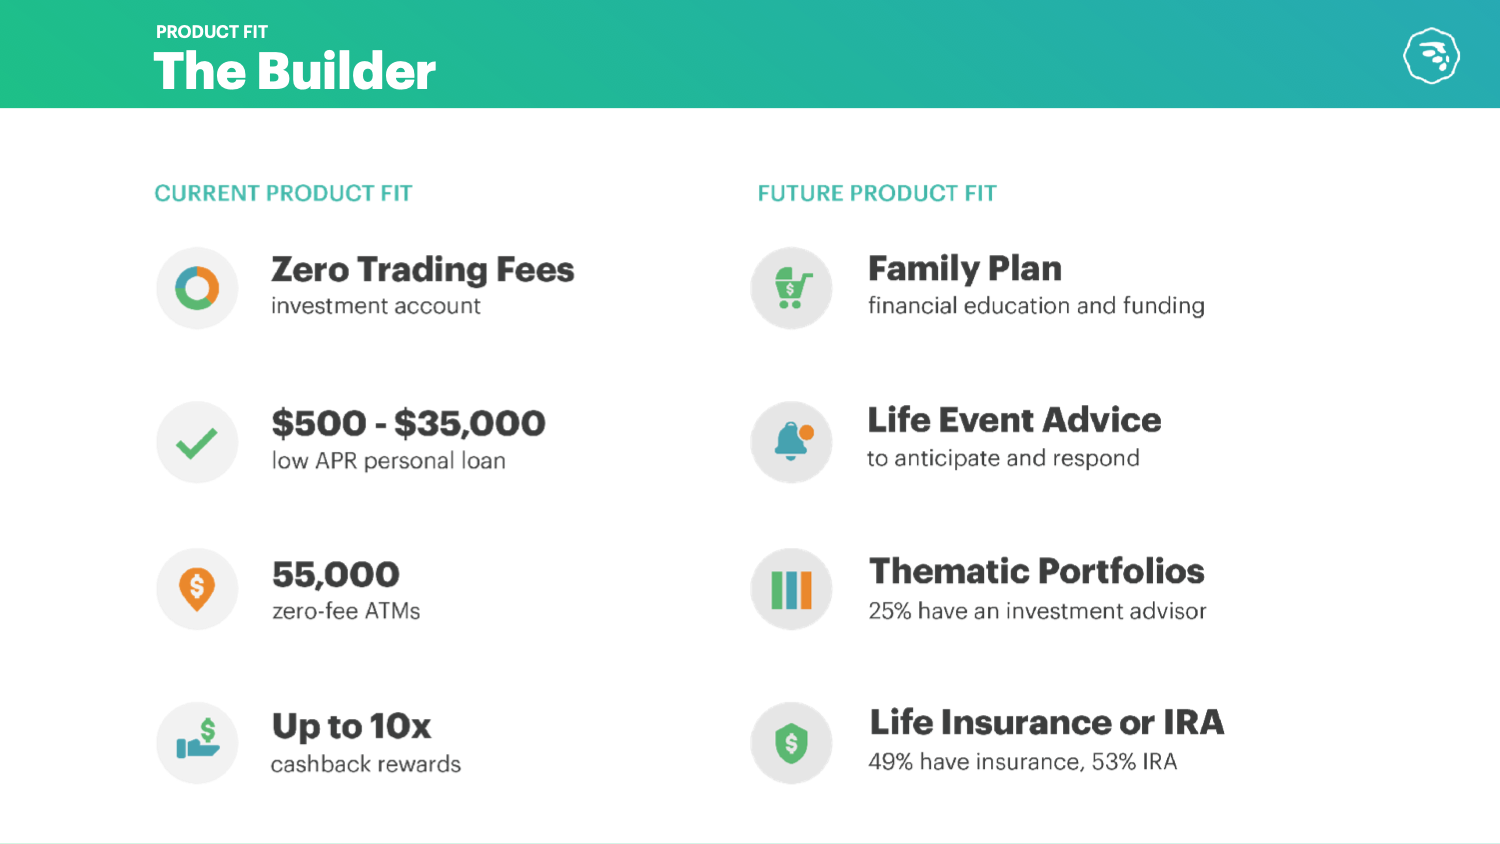 PRODUCT FIT
The Builder
CURRENT PRODUCT FIT
Zero Trading Fees
investment account
$500 - $35,000
low APR personal loan
55,000
zero-fee ATMs
Up to 10x
cashback rewards
FUTURE PRODUCT FIT
Family Plan
financial education and funding
Life Event Advice
to anticipate and respond
Thematic Portfolios
25% have an investment advisor
Life Insurance or IRA
49% have insurance, 53% IRA